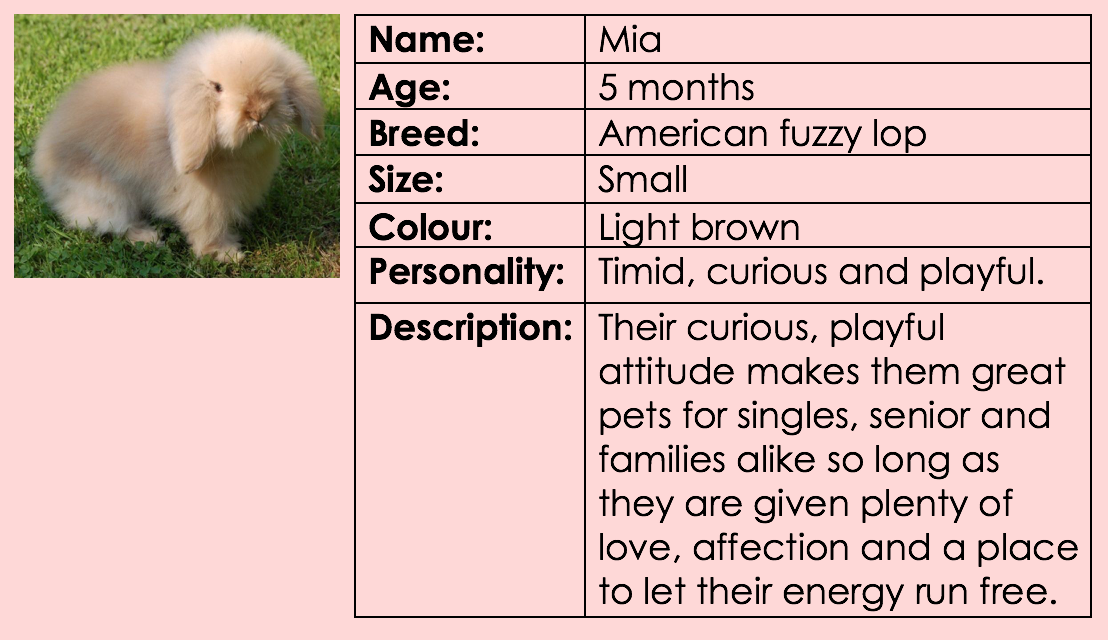 Name: Mia
Age: 5 months
Breed: American fuzzy lop
Size: Small
Colour: Light brown
Personality: Timid, curious and playful.
Description: Their curious, playful
attitude makes them great
pets for singles, senior and
families alike so long as
they are given plenty of
love, affection and a place
to let their energy run free.